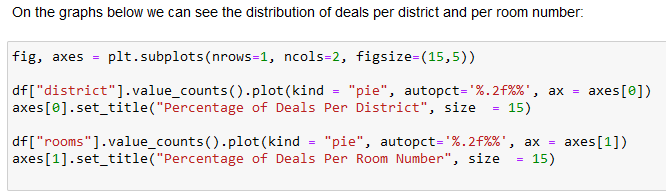 On the graphs below we can see the distribution of deals per district and per room number:
fig, axes = plt.subplots(nrows=1, ncols=2, figsize=(15,5))
df["district"].value_counts().plot(kind = "pie", autopct='%.2f%%', ax = axes[0])
axes[0].set_title("Percentage of Deals Per District", size  = 15)
df["rooms"].value_counts().plot(kind = "pie", autopct='%.2f%%', ax = axes[1])
axes[1].set_title("Percentage of Deals Per Room Number", size  = 15)